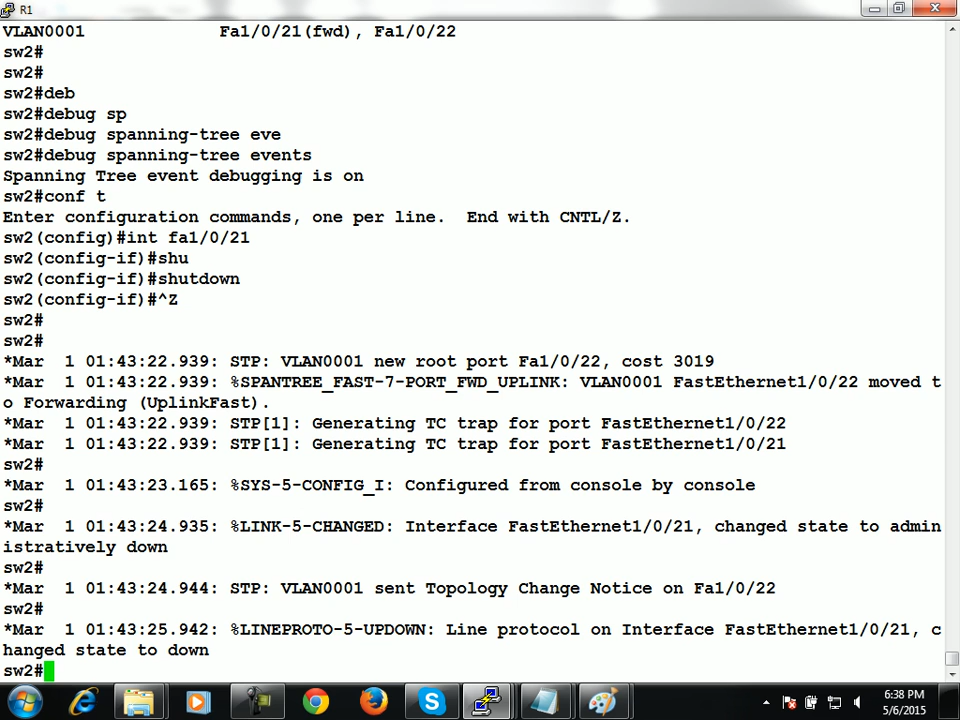 R1
VLAN0001             Fa1/0/21(fwd), Fa1/0/22
sw2#
sw2#
sw2#deb
sw2#debug sp
sw2#debug spanning-tree eve
sw2#debug spanning-tree events
Spanning Tree event debugging is on
sw2#conf t
Enter configuration commands, one per line.  End with CNTL/Z.
sw2(config)#int fa1/0/21
sw2(config-if)#shu
sw2(config-if)#shutdown
sw2(config-if)#^Z
sw2#
sw2#
*Mar  1 01:43:22.939: STP: VLAN0001 new root port Fa1/0/22, cost 3019
*Mar  1 01:43:22.939: %SPANTREE_FAST-7-PORT_FWD_UPLINK: VLAN0001 FastEthernet1/0/22 moved t
o Forwarding (UplinkFast).
*Mar  1 01:43:22.939: STP[1]: Generating TC trap for port FastEthernet1/0/22
*Mar  1 01:43:22.939: STP[1]: Generating TC trap for port FastEthernet1/0/21
sw2#
*Mar  1 01:43:23.165: %SYS-5-CONFIG_I: Configured from console by console
sw2#
*Mar  1 01:43:24.935: %LINK-5-CHANGED: Interface FastEthernet1/0/21, changed state to admin
istratively down
sw2#
*Mar  1 01:43:24.944: STP: VLAN0001 sent Topology Change Notice on Fa1/0/22
sw2#
*Mar  1 01:43:25.942: %LINEPROTO-5-UPDOWN: Line protocol on Interface FastEthernet1/0/21, c
hanged state to down
sw2#
6:38 PM
5/6/2015